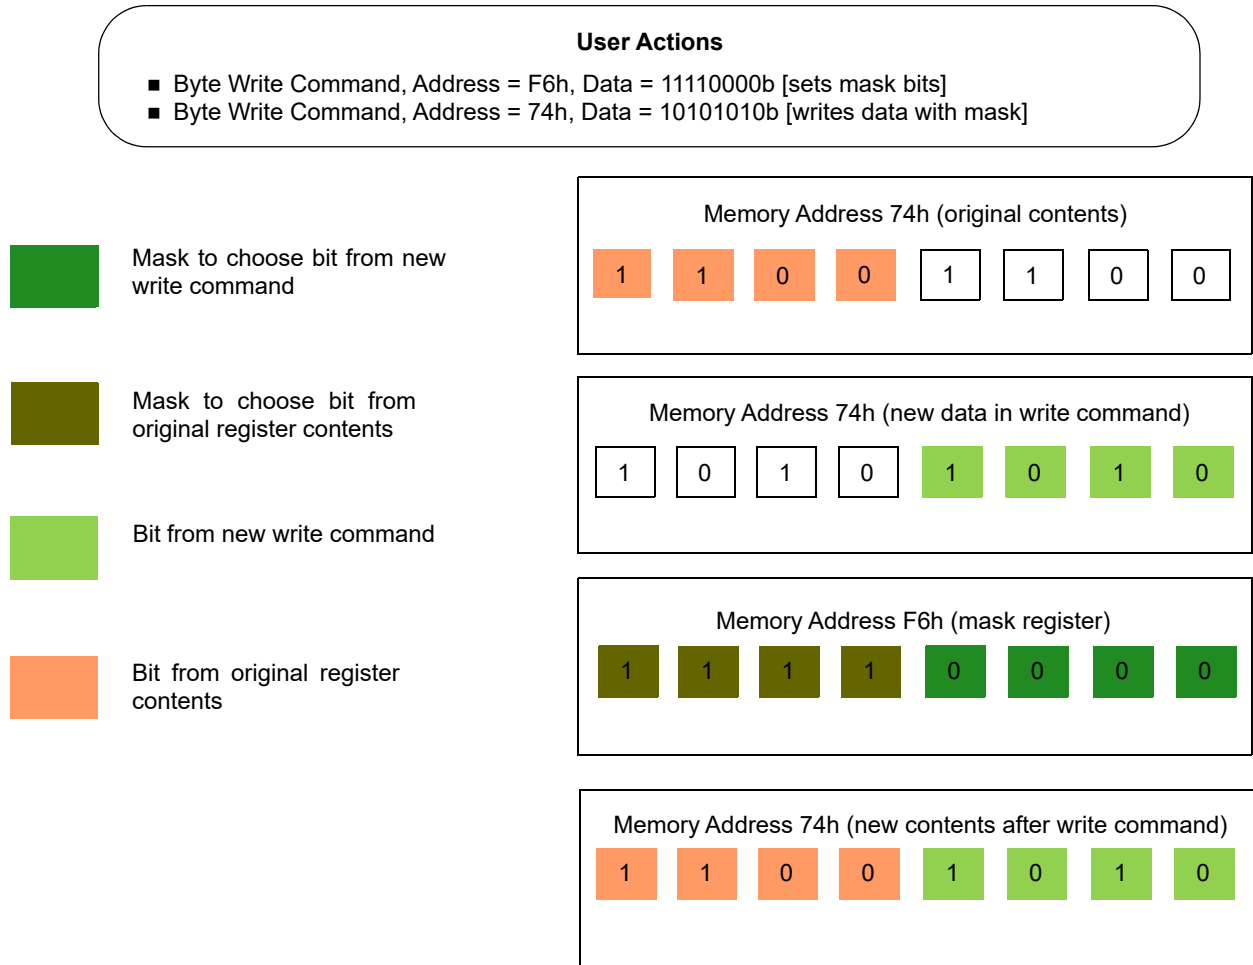 User Actions
■ Byte Write Command, Address = F6h, Data = 11110000b [sets mask bits]
■ Byte Write Command, Address = 74h, Data = 10101010b [writes data with mask]
Mask to choose bit from new
write command
Mask to choose bit from
original register contents
Bit from new write command
Bit from original register
contents
Memory Address 74h (original contents)
1 1 0 0 1 1 0 0
Memory Address 74h (new data in write command)
1 0 1 0 1 0 1 0
Memory Address F6h (mask register)
1 1 1 1 0 0 0 0
Memory Address 74h (new contents after write command)
1 1 0 0 1 0 1 0